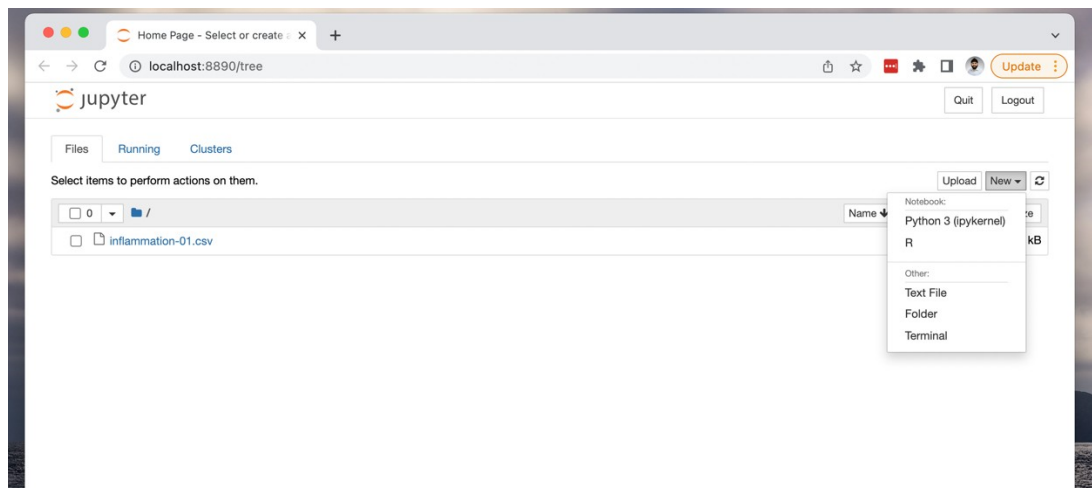 Home Page - Select or create a
localhost:8890/tree
Update
jupyter
Quit Logout
Files Running Clusters
Select items to perform actions on them.
Upload New
0 / Name
Notebook:
Python 3 (ipykernel)
R
kB
inflammation-01.csv
Other:
Text File
Folder
Terminal